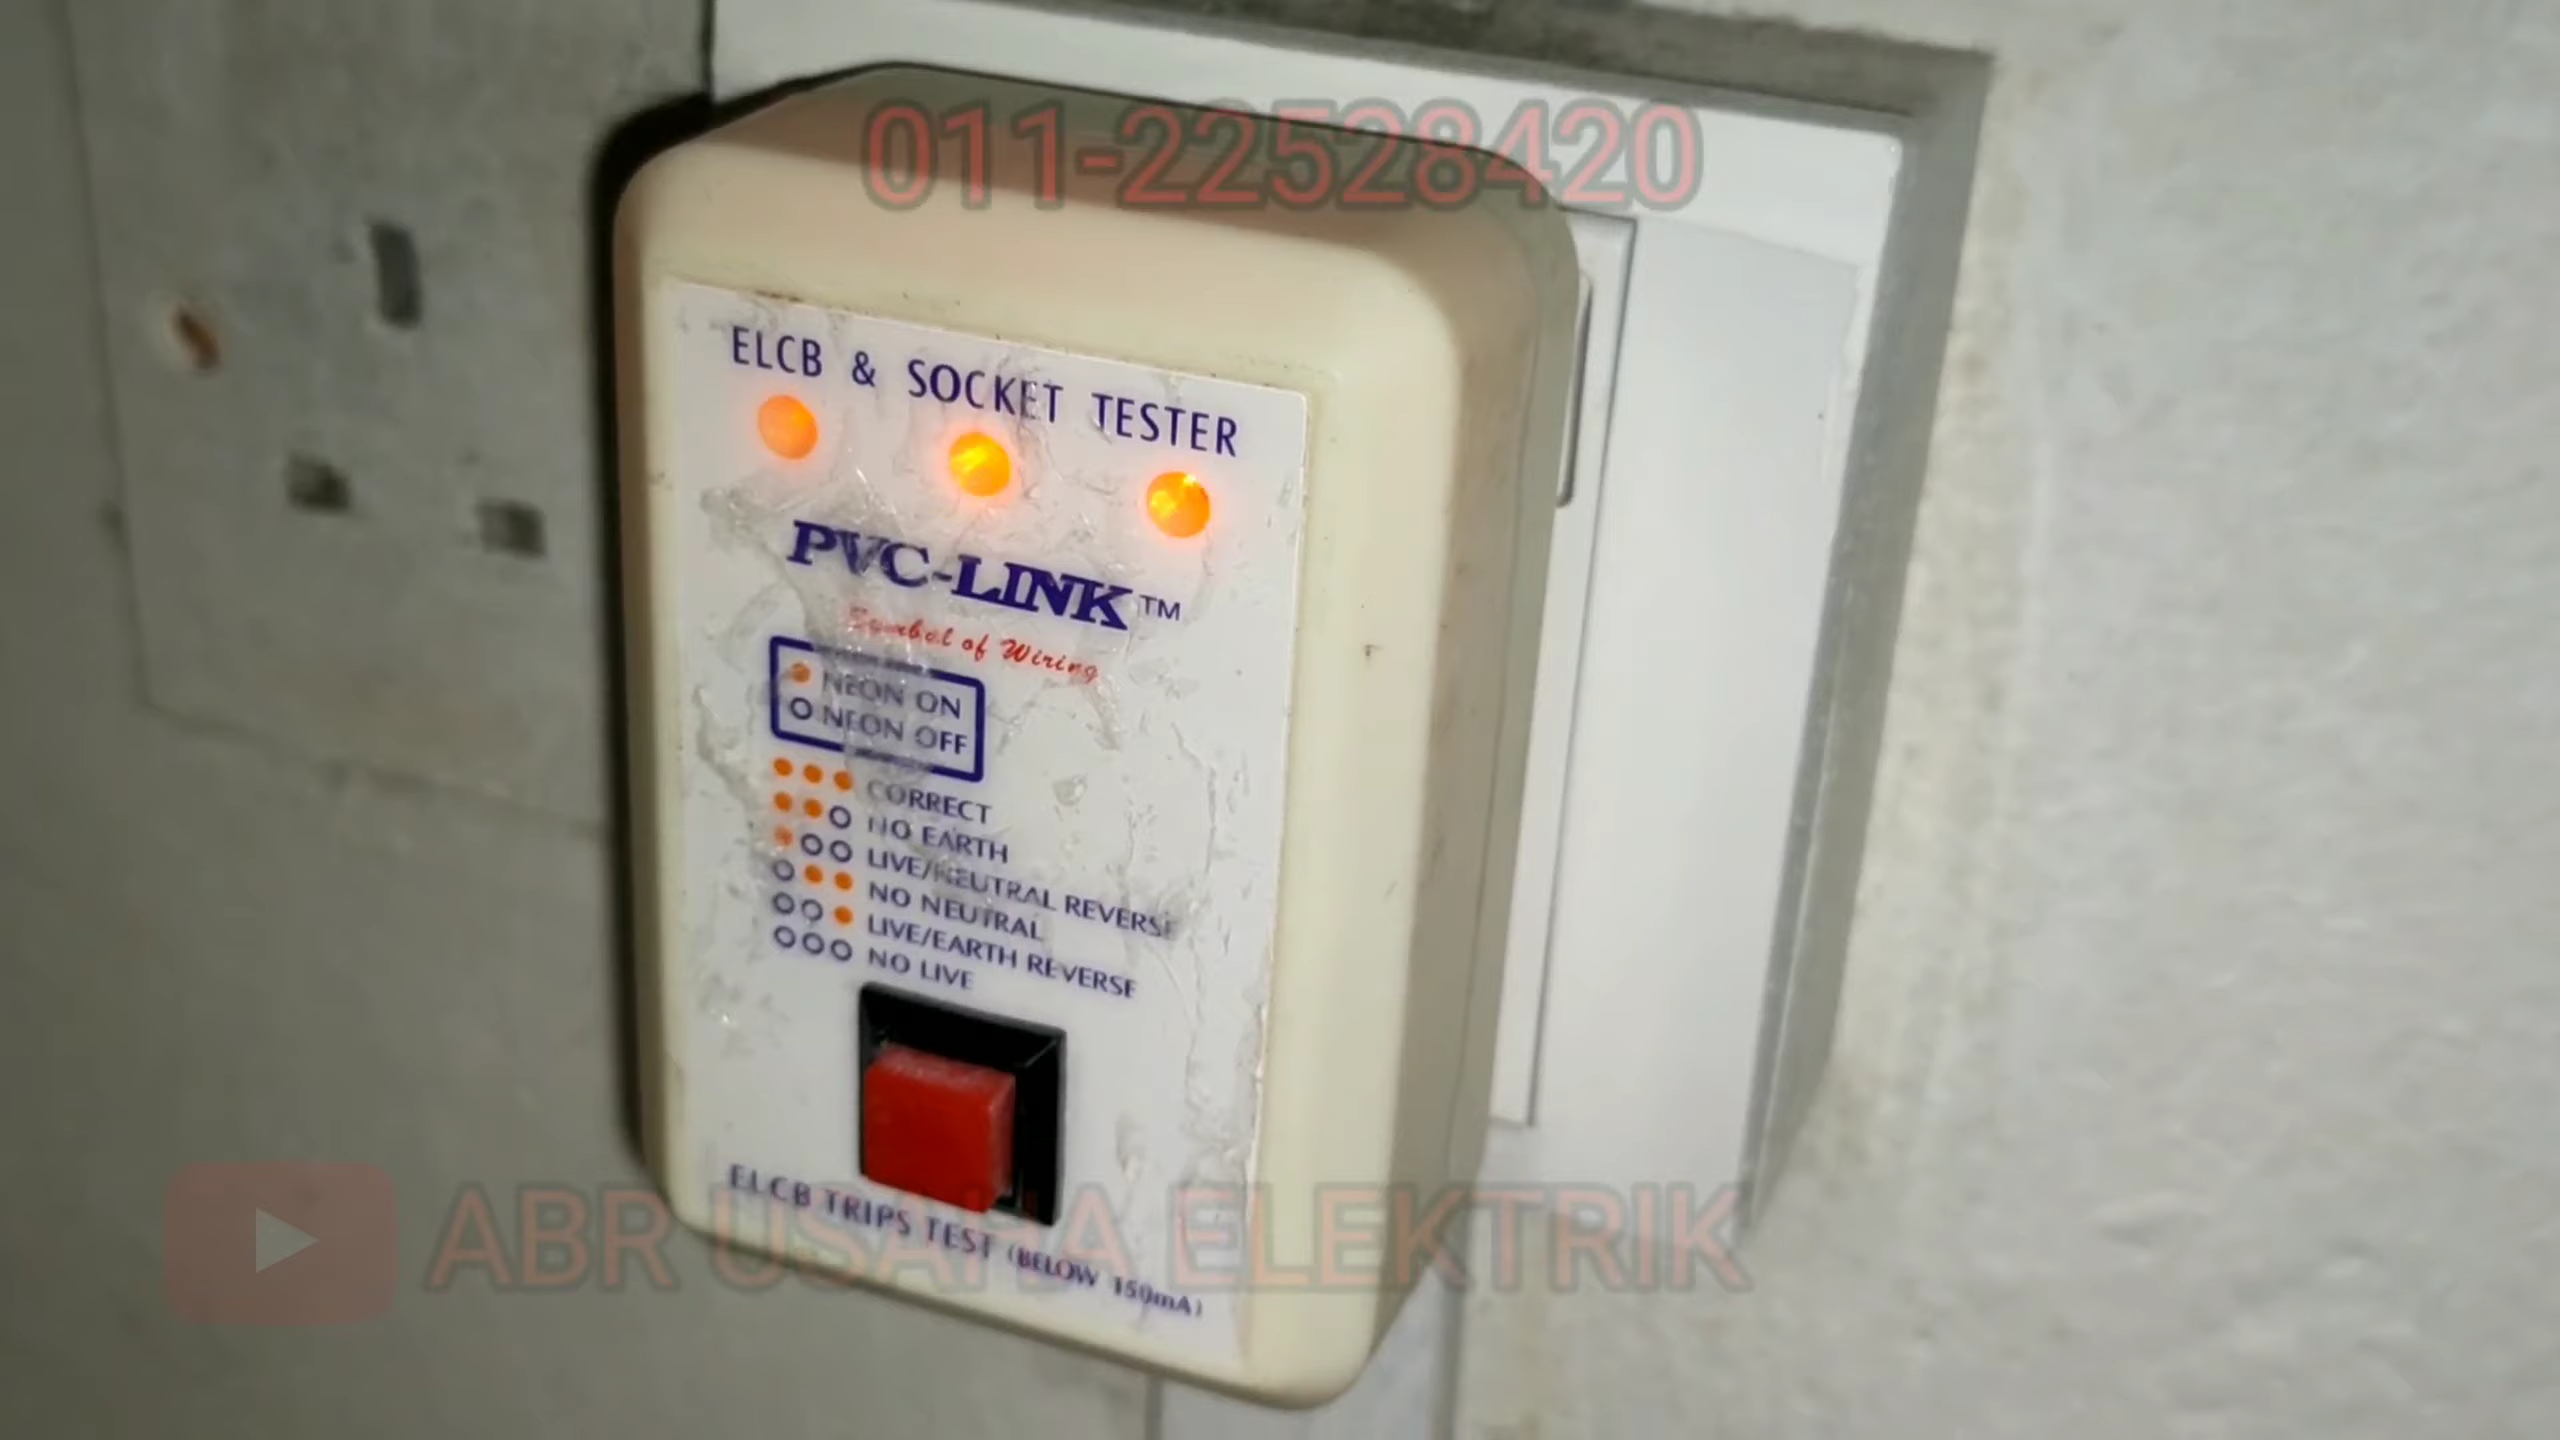 011-22528420
ELCB & SOCKET TESTER
PVC-LINK™
Symbol of Wiring
NEON ON
NEON OFF
CORRECT
NO EARTH
LIVE/NEUTRAL REVERSE
NO NEUTRAL
LIVE/EARTH REVERSE
NO LIVE
ELCB TRIPS TEST (BELOW 150mA)
ABR USAHA ELEKTRIK